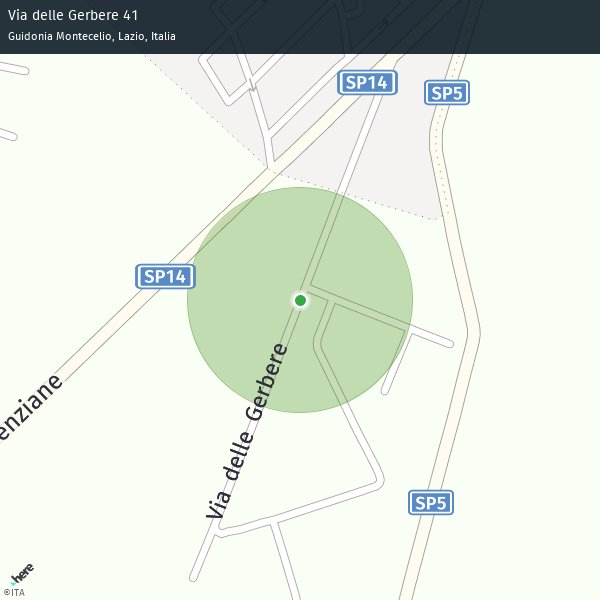 Via delle Gerbere 41
Guidonia Montecelio, Lazio, Italia
SP14
SP5
SP14
Via delle Gerbere
enziane
SP5
here
©ITA